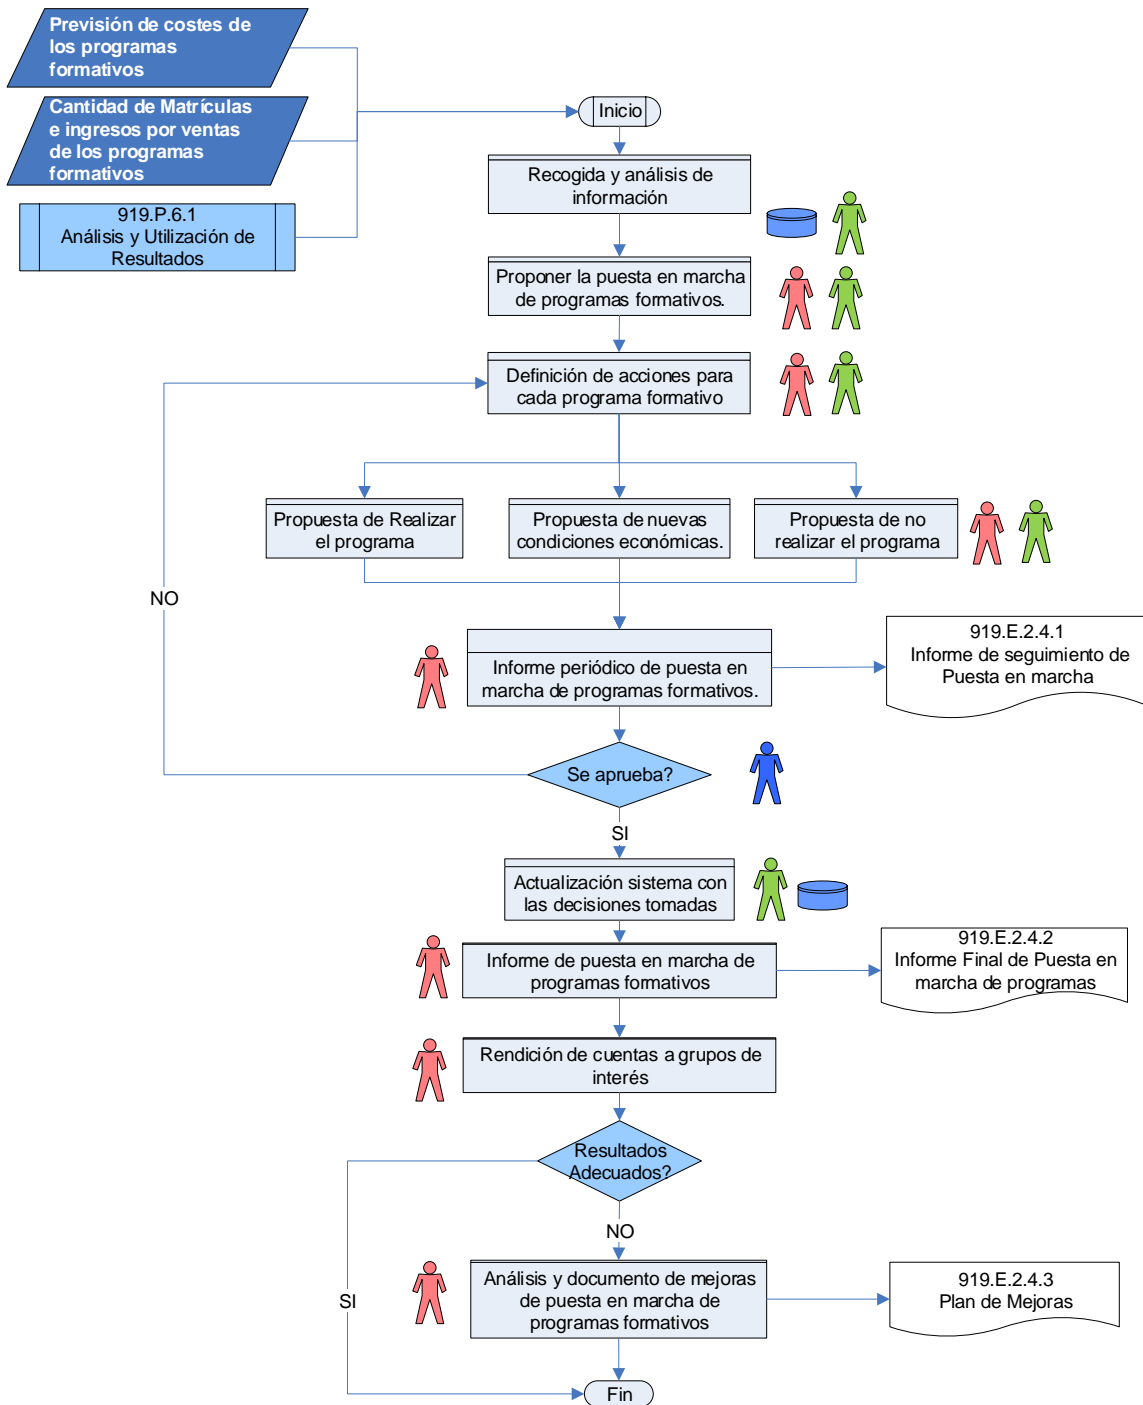 Previsión de costes de
los programas
formativos
Cantidad de Matrículas
e ingresos por ventas
de los programas
formativos
919.P.6.1
Análisis y Utilización de
Resultados
Inicio
Recogida y análisis de
información
Proponer la puesta en marcha
de programas formativos.
Definición de acciones para
cada programa formativo
Propuesta de Realizar
el programa
Propuesta de nuevas
condiciones económicas.
Propuesta de no
realizar el programa
NO
Informe periódico de puesta en
marcha de programas formativos.
919.E.2.4.1
Informe de seguimiento de
Puesta en marcha
Se aprueba?
SI
Actualización sistema con
las decisiones tomadas
Informe de puesta en marcha de
programas formativos
919.E.2.4.2
Informe Final de Puesta en
marcha de programas
Rendición de cuentas a grupos de
interés
Resultados
Adecuados?
NO
SI
Análisis y documento de mejoras
de puesta en marcha de
programas formativos
919.E.2.4.3
Plan de Mejoras
Fin